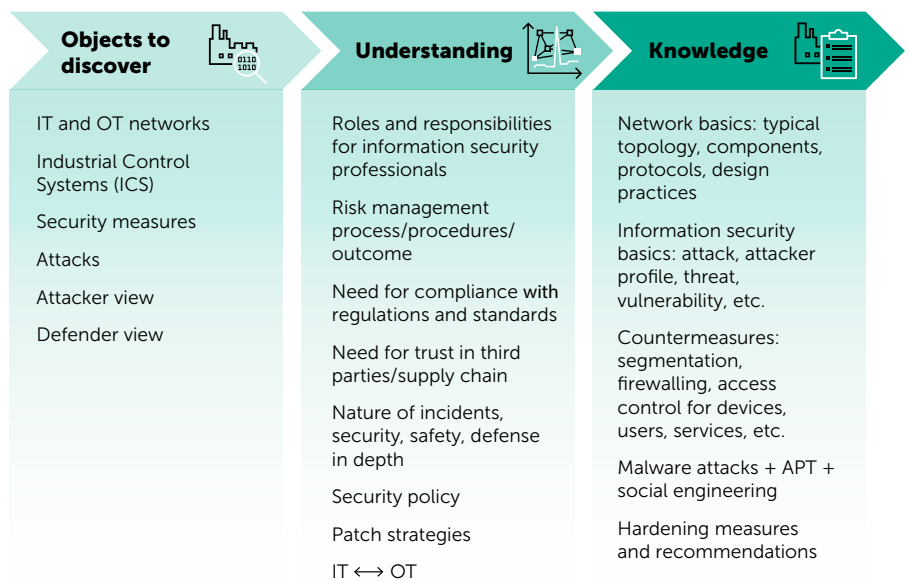 Objects to
discover
0110
1010
IT and OT networks
Industrial Control
Systems (ICS)
Security measures
Attacks
Attacker view
Defender view
Understanding
Roles and responsibilities
for information security
professionals
Risk management
process/procedures/
outcome
Need for compliance with
regulations and standards
Need for trust in third
parties/supply chain
Nature of incidents,
security, safety, defense
in depth
Security policy
Patch strategies
IT ⟷ OT
Knowledge
Network basics: typical
topology, components,
protocols, design
practices
Information security
basics: attack, attacker
profile, threat,
vulnerability, etc.
Countermeasures:
segmentation,
firewalling, access
control for devices,
users, services, etc.
Malware attacks + APT +
social engineering
Hardening measures
and recommendations